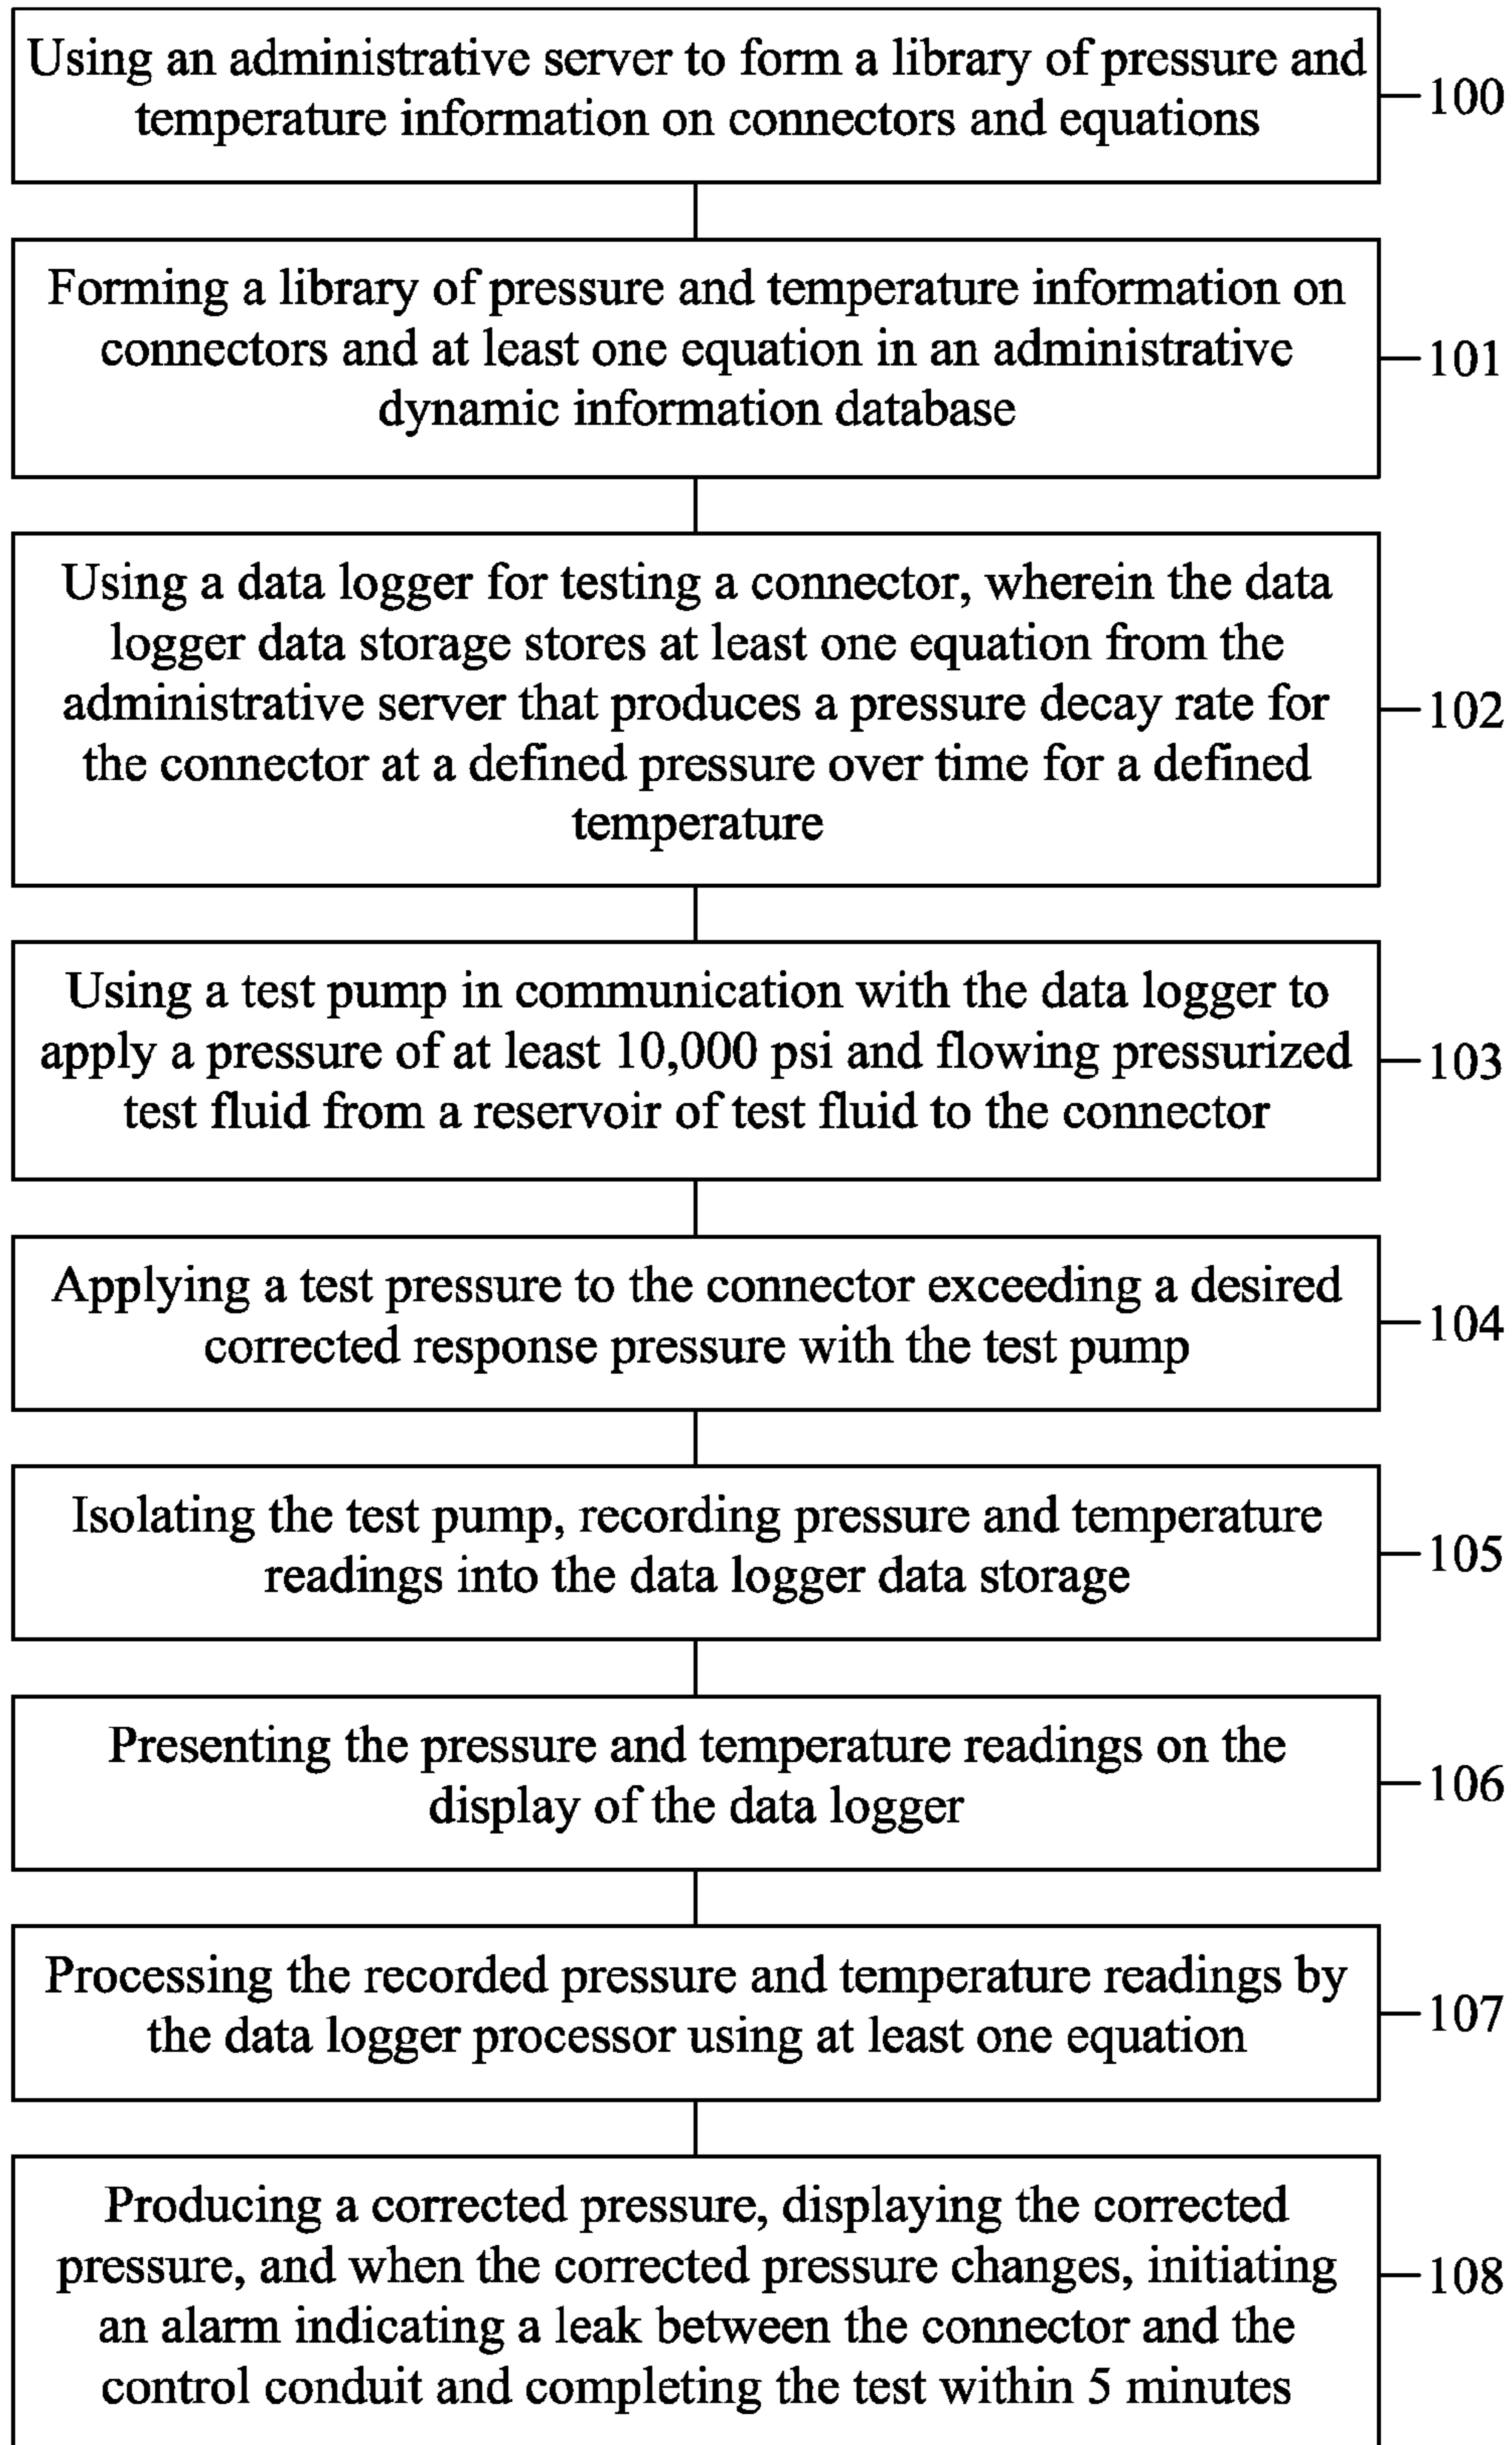 Using an administrative server to form a library of pressure and
temperature information on connectors and equations
100
Forming a library of pressure and temperature information on
connectors and at least one equation in an administrative
dynamic information database
101
Using a data logger for testing a connector, wherein the data
logger data storage stores at least one equation from the
administrative server that produces a pressure decay rate for
the connector at a defined pressure over time for a defined
temperature
102
Using a test pump in communication with the data logger to
apply a pressure of at least 10,000 psi and flowing pressurized
test fluid from a reservoir of test fluid to the connector
103
Applying a test pressure to the connector exceeding a desired
corrected response pressure with the test pump
104
Isolating the test pump, recording pressure and temperature
readings into the data logger data storage
105
Presenting the pressure and temperature readings on the
display of the data logger
106
Processing the recorded pressure and temperature readings by
the data logger processor using at least one equation
107
Producing a corrected pressure, displaying the corrected
pressure, and when the corrected pressure changes, initiating
an alarm indicating a leak between the connector and the
control conduit and completing the test within 5 minutes
108